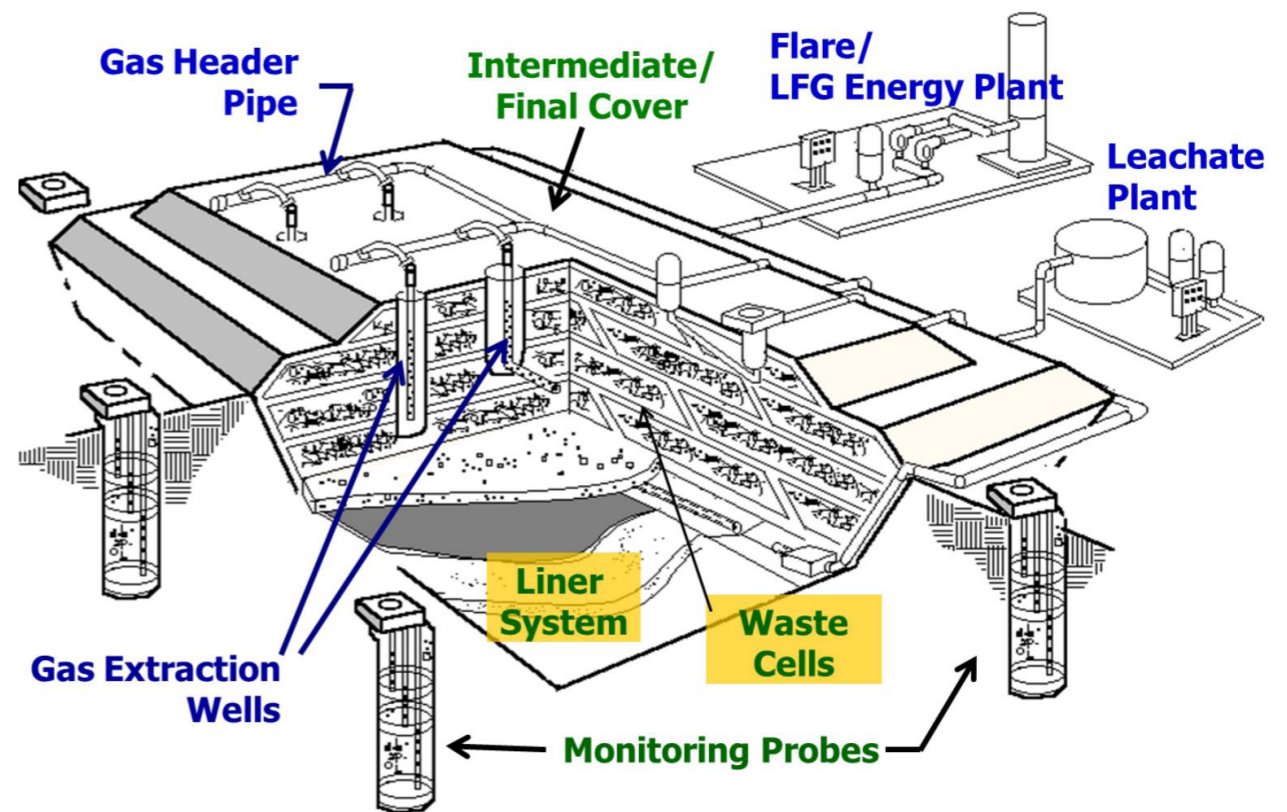 Gas Header
Pipe
Intermediate/
Final Cover
Flare/
LFG Energy Plant
Leachate
Plant
Liner
System
Waste
Cells
Gas Extraction
Wells
Monitoring Probes